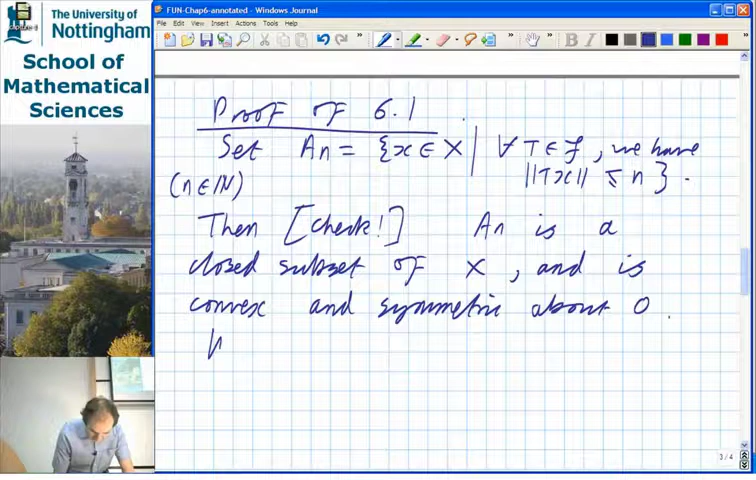 The University of
Nottingham
School of
Mathematical
Sciences
FUN-Chap6-annotated - Windows Journal
File Edit View Insert Actions Tools Help
B I
Proof of 6.1
Set An = {x ∈ X | ∀ T ∈ F, we have
(n ∈ ℕ) ||Tx|| ≤ n}.
Then [check!] An is a
closed subset of X, and is
convex and symmetric about 0.
3/4